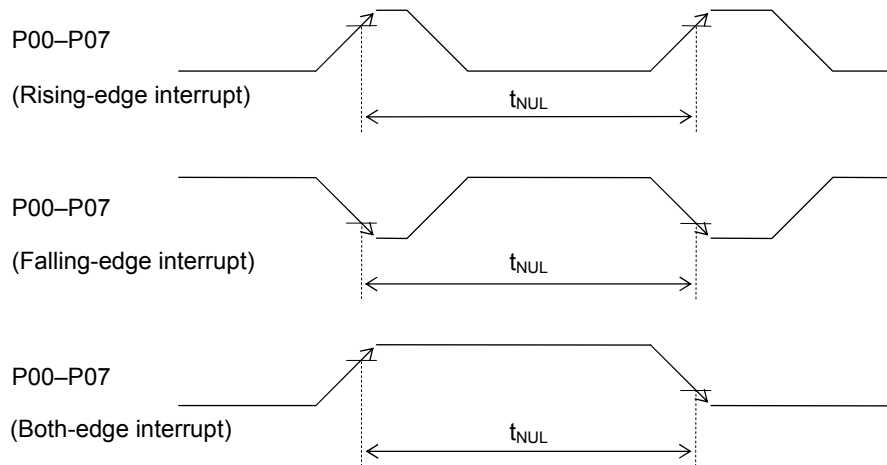 P00–P07
(Rising-edge interrupt)
tNUL
P00–P07
(Falling-edge interrupt)
tNUL
P00–P07
(Both-edge interrupt)
tNUL